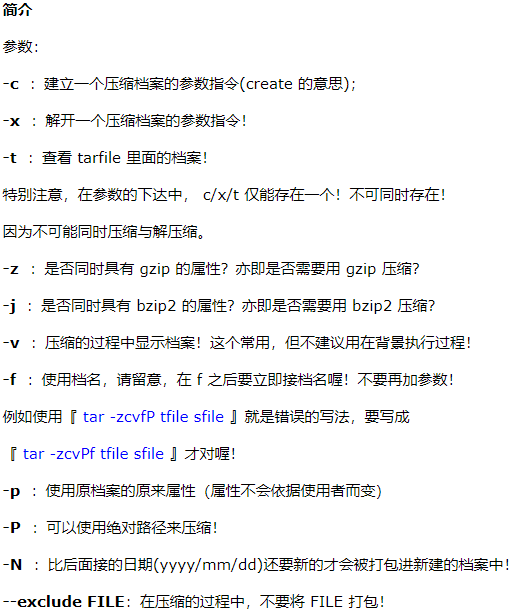 简介
参数：
-c ：建立一个压缩档案的参数指令(create 的意思)；
-x ：解开一个压缩档案的参数指令！
-t ：查看 tarfile 里面的档案！
特别注意，在参数的下达中， c/x/t 仅能存在一个！不可同时存在！
因为不可能同时压缩与解压缩。
-z ：是否同时具有 gzip 的属性？亦即是否需要用 gzip 压缩？
-j ：是否同时具有 bzip2 的属性？亦即是否需要用 bzip2 压缩？
-v ：压缩的过程中显示档案！这个常用，但不建议用在背景执行过程！
-f ：使用档名，请留意，在 f 之后要立即接档名喔！不要再加参数！
例如使用『 tar -zcvfP tfile sfile 』就是错误的写法，要写成
『 tar -zcvPf tfile sfile 』才对喔！
-p ：使用原档案的原来属性（属性不会依据使用者而变）
-P ：可以使用绝对路径来压缩！
-N ：比后面接的日期(yyyy/mm/dd)还要新的才会被打包进新建的档案中！
--exclude FILE：在压缩的过程中，不要将 FILE 打包！